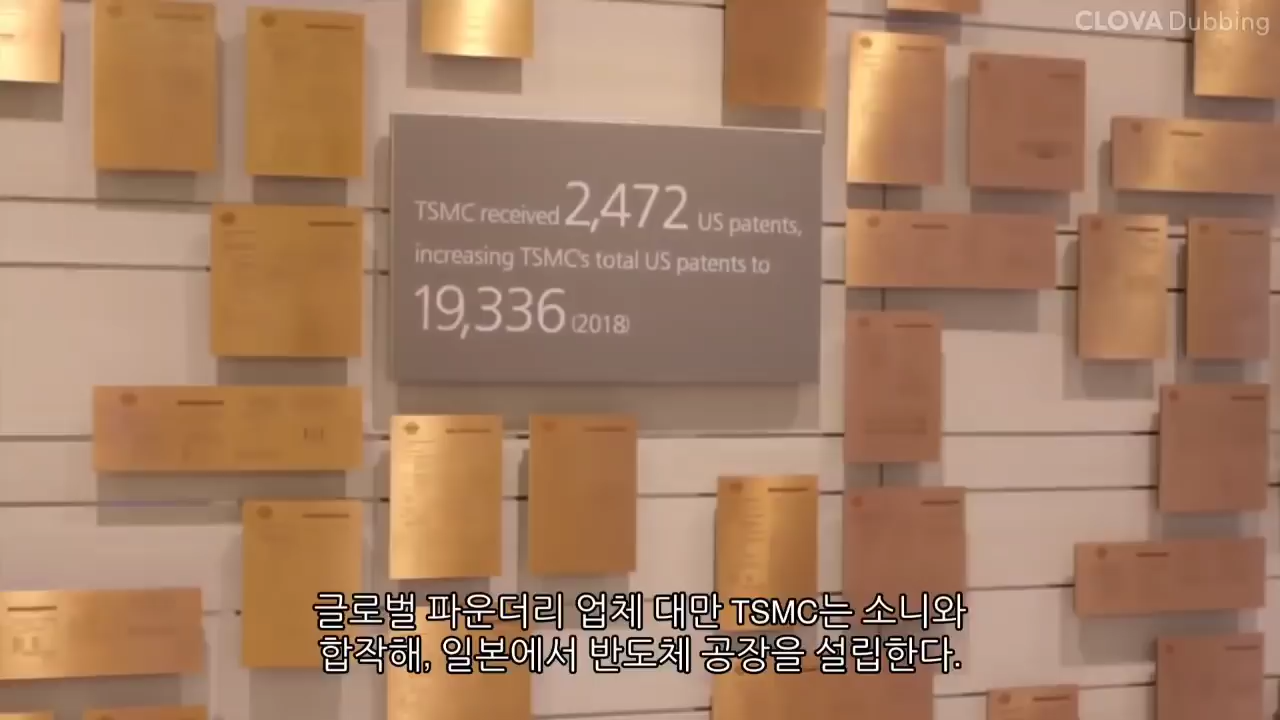 CLOVA Dubbing
TSMC received 2,472 US patents,
increasing TSMC's total US patents to
19,336 (2018)
글로벌 파운더리 업체 대만 TSMC는 소니와
합작해, 일본에서 반도체 공장을 설립한다.